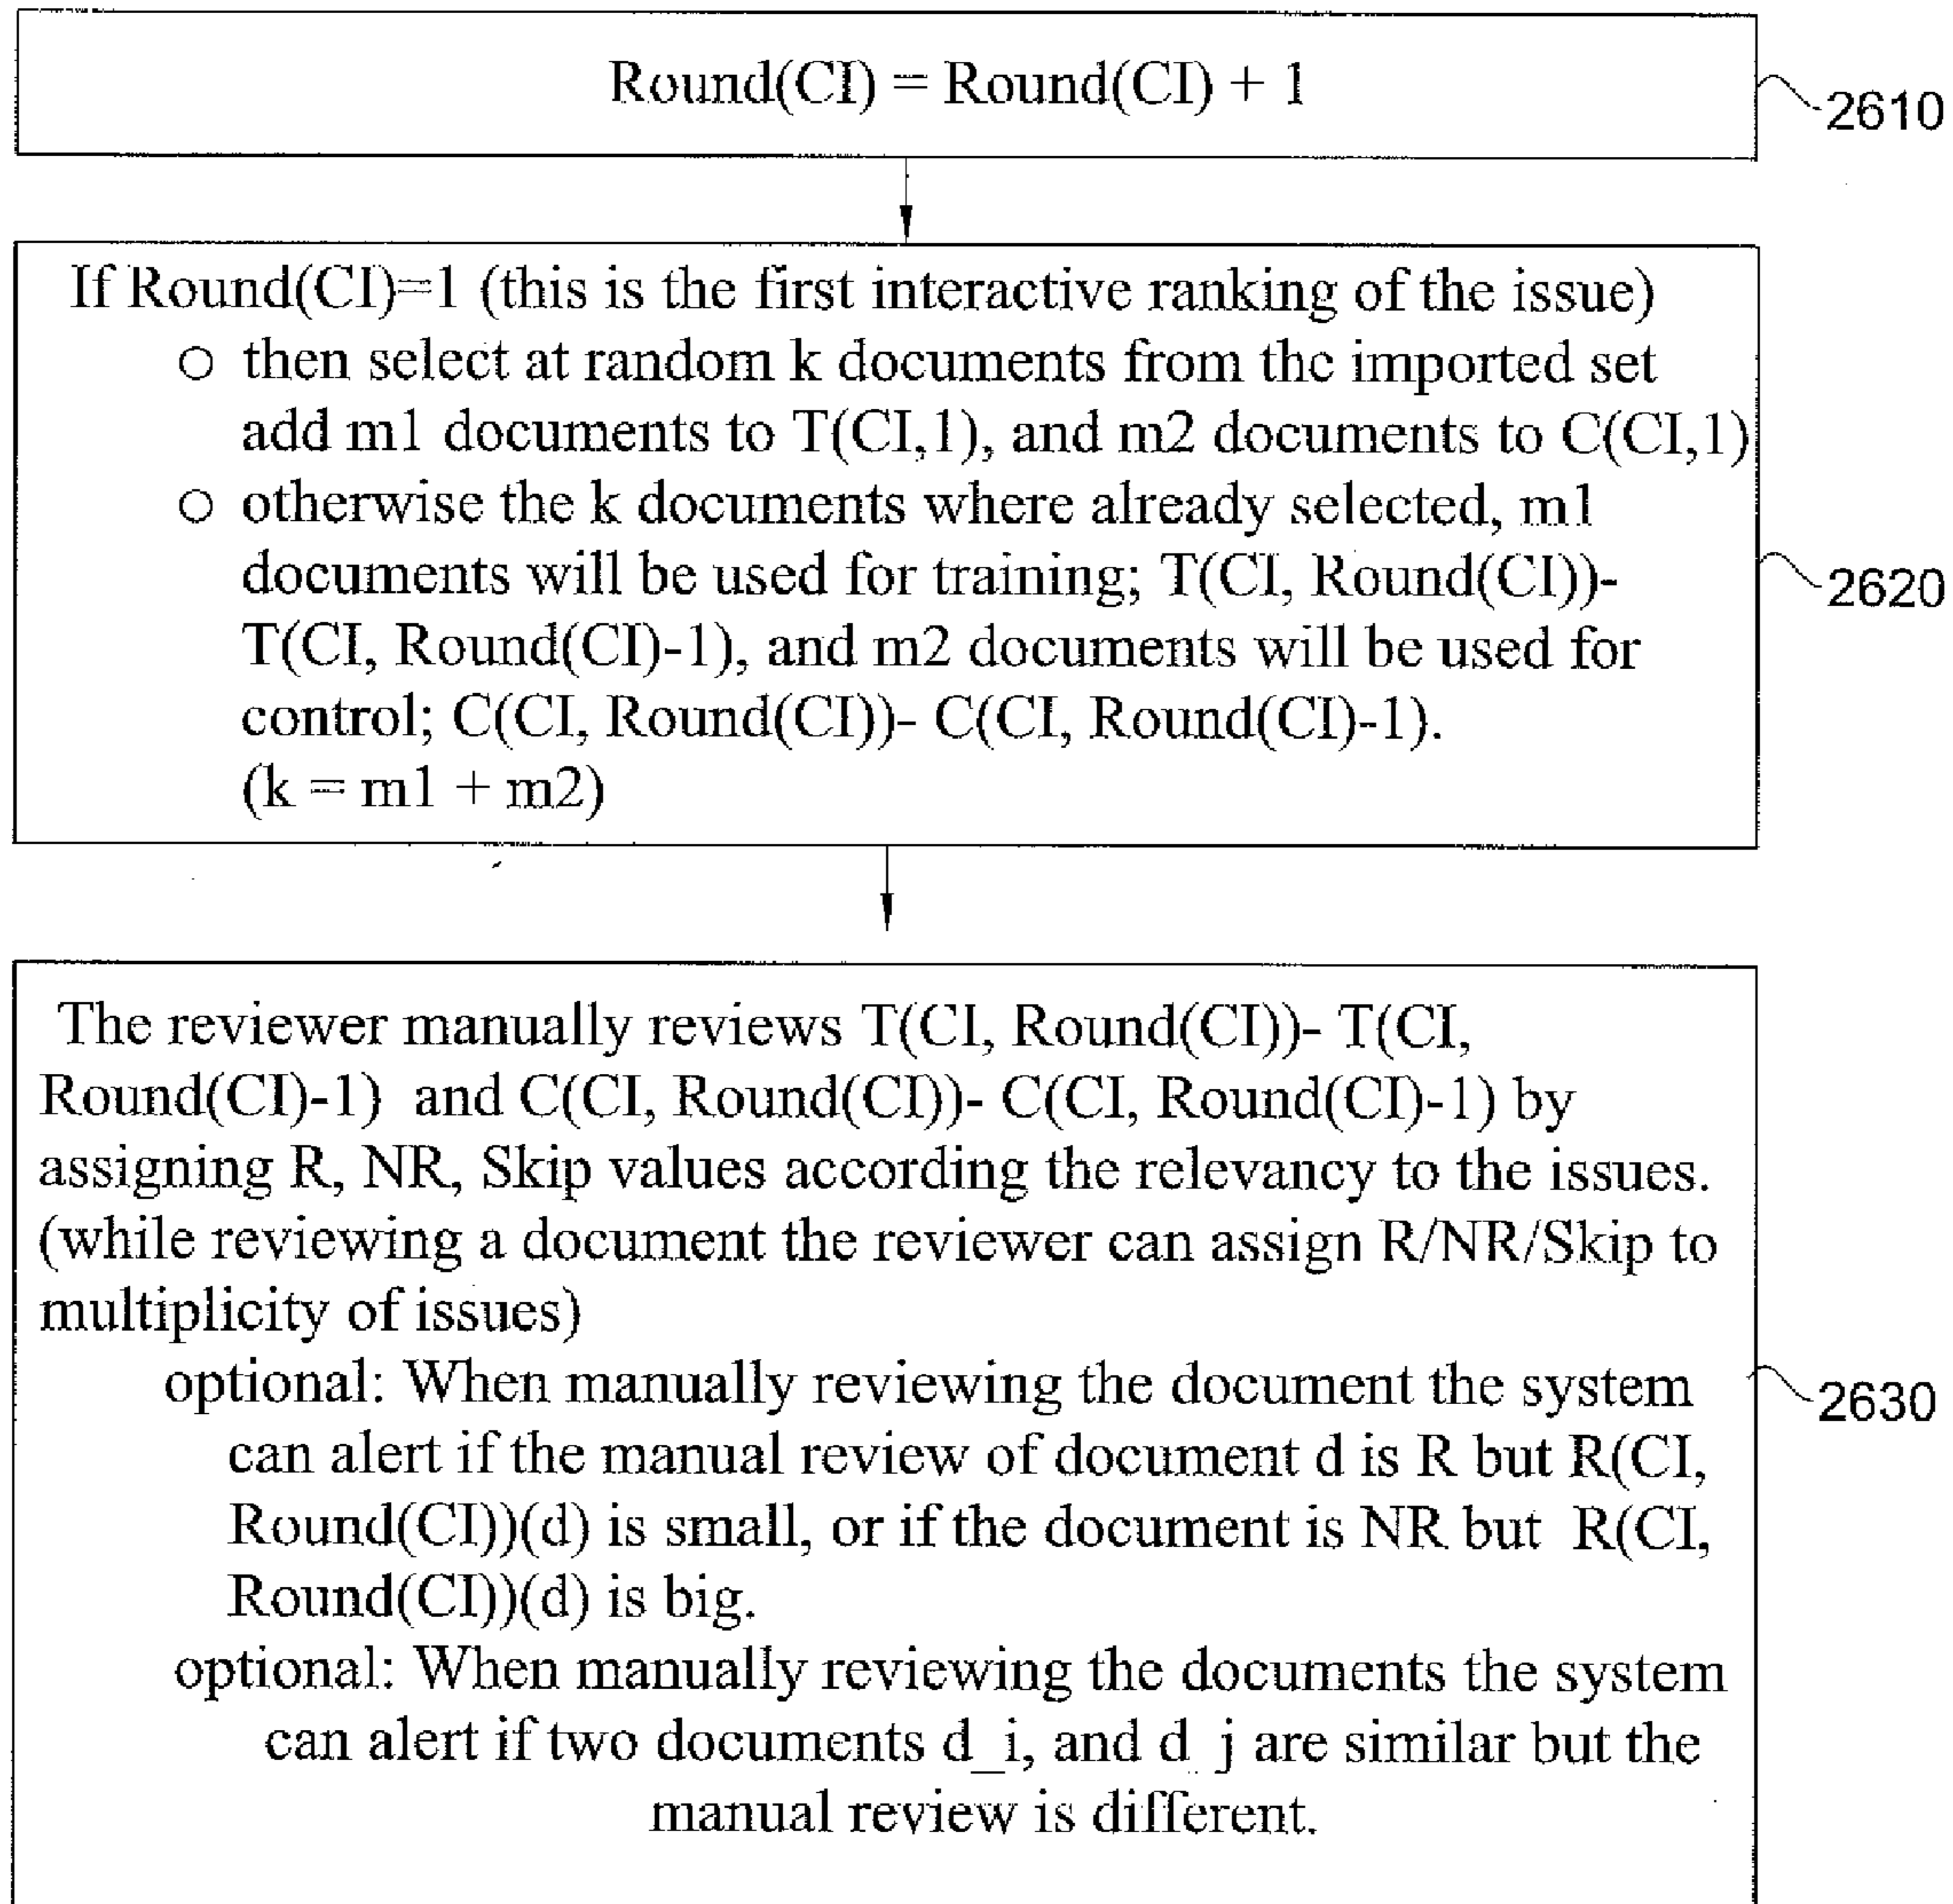 Round(CI) = Round(CI) + 1
2610
If Round(CI)=1 (this is the first interactive ranking of the issue)
○ then select at random k documents from the imported set
add m1 documents to T(CI,1), and m2 documents to C(CI,1)
○ otherwise the k documents where already selected, m1
documents will be used for training; T(CI, Round(CI))-
T(CI, Round(CI)-1), and m2 documents will be used for
control; C(CI, Round(CI))- C(CI, Round(CI)-1).
(k = m1 + m2)
2620
The reviewer manually reviews T(CI, Round(CI))- T(CI,
Round(CI)-1) and C(CI, Round(CI))- C(CI, Round(CI)-1) by
assigning R, NR, Skip values according the relevancy to the issues.
(while reviewing a document the reviewer can assign R/NR/Skip to
multiplicity of issues)
optional: When manually reviewing the document the system
can alert if the manual review of document d is R but R(CI,
Round(CI))(d) is small, or if the document is NR but R(CI,
Round(CI))(d) is big.
optional: When manually reviewing the documents the system
can alert if two documents d_i, and d_j are similar but the
manual review is different.
2630